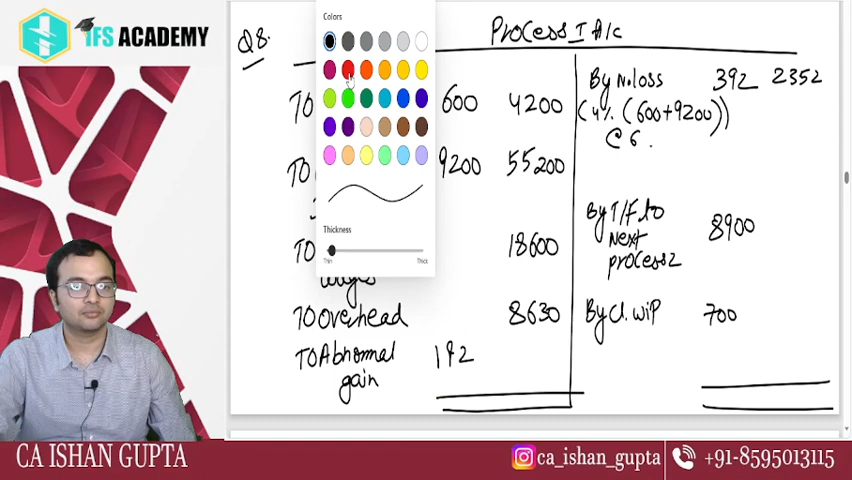 IFS ACADEMY
Q8.
Process I A/c
Colors
Thickness
Thin
Thick
TO 600 4200
TO 9200 55200
TO 18600
TO Overhead 8630
TO Abnormal 192
gain
By N.loss 392 2352
(4% (600+9200))
@ 6.
By T/F to
Next 8900
process 2
By Cl. WIP 700
CA ISHAN GUPTA
ca_ishan_gupta
+91-8595013115